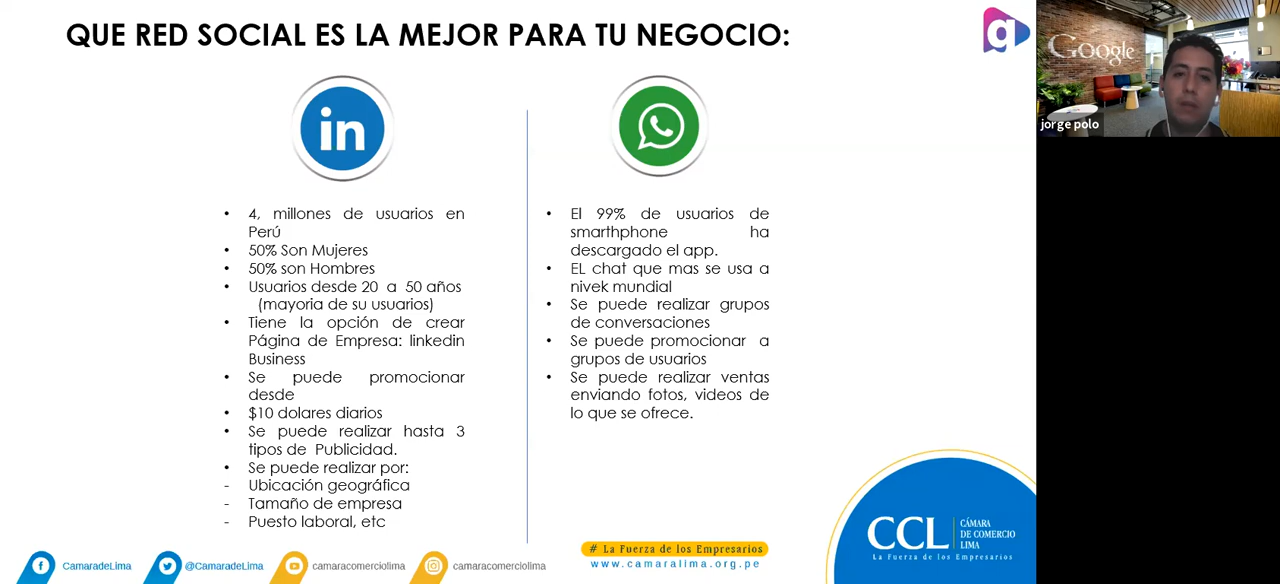 QUE RED SOCIAL ES LA MEJOR PARA TU NEGOCIO:
g
Google
jorge polo
in
• 4, millones de usuarios en
Perú
• 50% Son Mujeres
• 50% son Hombres
• Usuarios desde 20 a 50 años
(mayoria de su usuarios)
• Tiene la opción de crear
Página de Empresa: linkedin
Business
• Se puede promocionar
desde
• $10 dolares diarios
• Se puede realizar hasta 3
tipos de Publicidad.
• Se puede realizar por:
- Ubicación geográfica
- Tamaño de empresa
- Puesto laboral, etc
• El 99% de usuarios de
smarthphone ha
descargado el app.
• EL chat que mas se usa a
nivek mundial
• Se puede realizar grupos
de conversaciones
• Se puede promocionar a
grupos de usuarios
• Se puede realizar ventas
enviando fotos, videos de
lo que se ofrece.
CCL CÁMARA
DE COMERCIO
LIMA
La Fuerza de los Empresarios
CamaradeLima
@CamaradeLima
camaracomerciolima
camaracomerciolima
# La Fuerza de los Empresarios
www.camaralima.org.pe